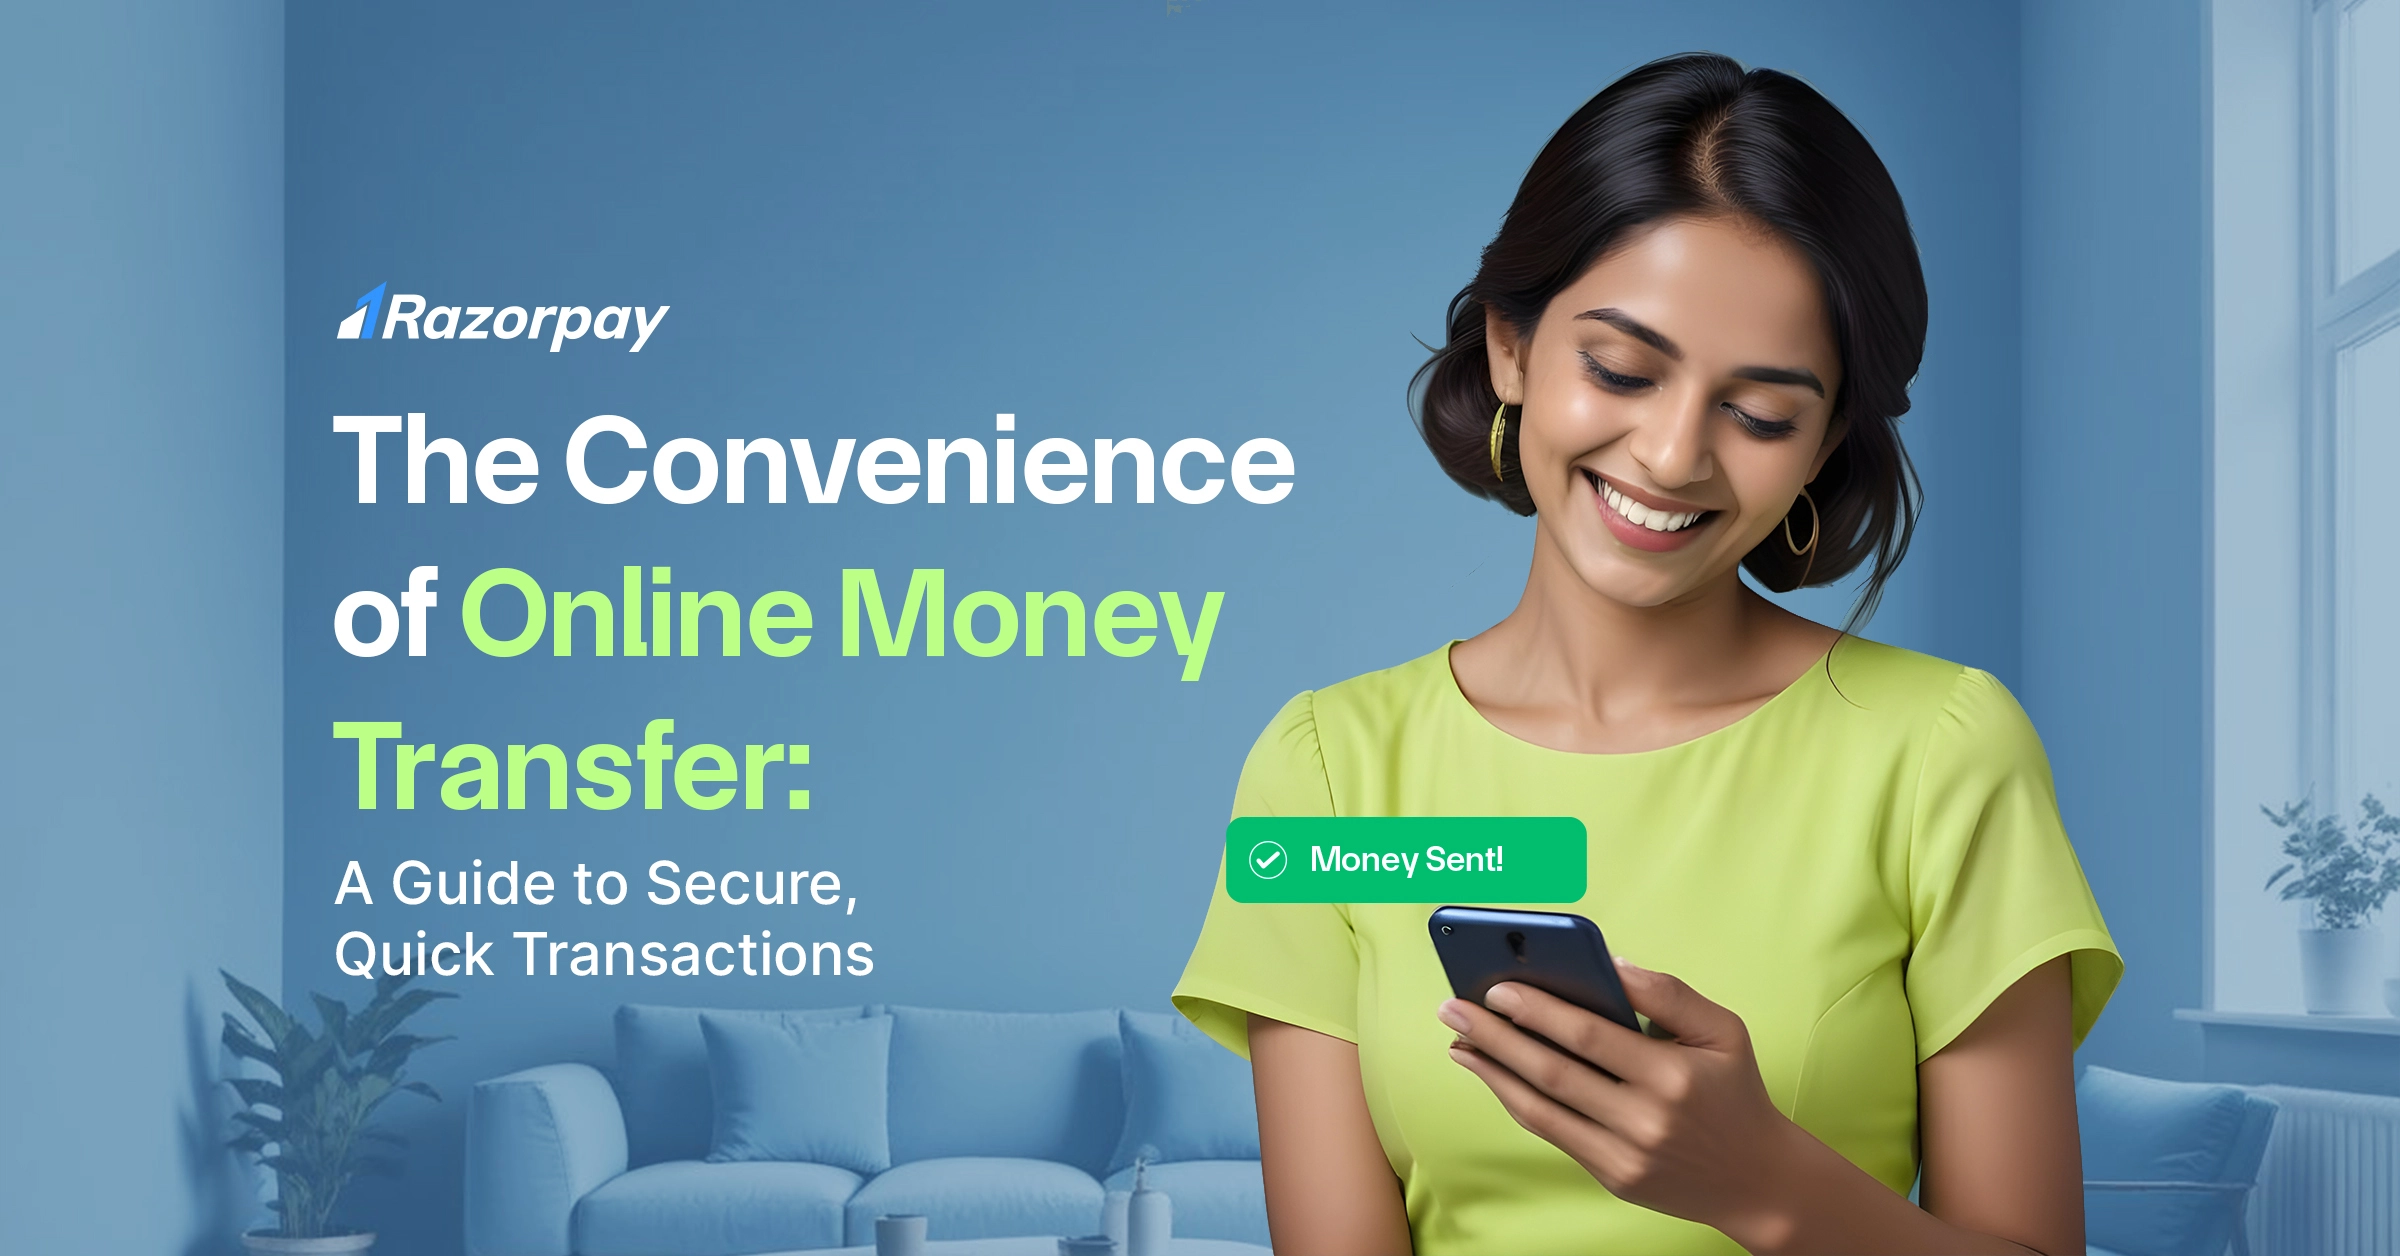 Razorpay
The Convenience
of Online Money
Transfer:
A Guide to Secure,
Quick Transactions
Money Sent!